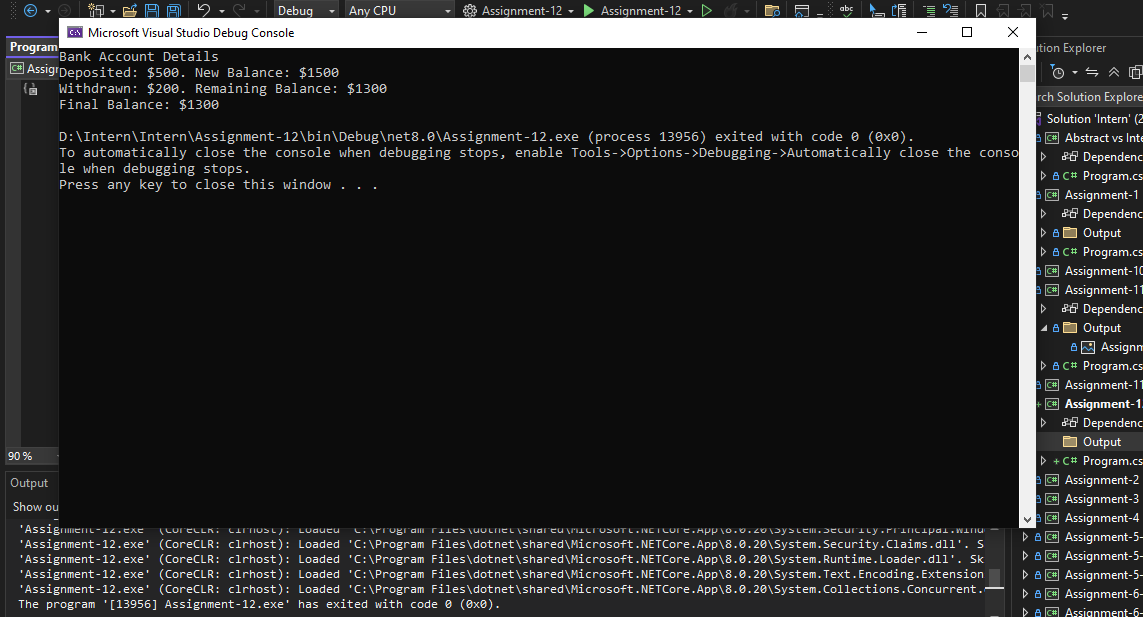 Debug
Any CPU
Assignment-12
Assignment-12
Microsoft Visual Studio Debug Console
Program
Assign
Bank Account Details
Deposited: $500. New Balance: $1500
Withdrawn: $200. Remaining Balance: $1300
Final Balance: $1300
D:\Intern\Intern\Assignment-12\bin\Debug\net8.0\Assignment-12.exe (process 13956) exited with code 0 (0x0).
To automatically close the console when debugging stops, enable Tools->Options->Debugging->Automatically close the conso
le when debugging stops.
Press any key to close this window . . .
ution Explorer
rch Solution Explore
Solution 'Intern' (2
Abstract vs Inte
Dependenc
C# Program.cs
C# Assignment-1
Dependenc
Output
C# Program.cs
C# Assignment-10
C# Assignment-11
Dependenc
Output
Assignm
C# Program.cs
C# Assignment-11
C# Assignment-1
Dependenc
Output
C# Program.cs
C# Assignment-2
C# Assignment-3
C# Assignment-4
C# Assignment-5-
C# Assignment-5-
C# Assignment-5-
C# Assignment-6-
C# Assignment-6-
C# Assignment-6-
90 %
Output
Show ou
'Assignment-12.exe' (CoreCLR: clrhost): Loaded 'C:\Program Files\dotnet\shared\Microsoft.NETCore.App\8.0.20\System.Security.Principal.Wind
'Assignment-12.exe' (CoreCLR: clrhost): Loaded 'C:\Program Files\dotnet\shared\Microsoft.NETCore.App\8.0.20\System.Security.Claims.dll'. S
'Assignment-12.exe' (CoreCLR: clrhost): Loaded 'C:\Program Files\dotnet\shared\Microsoft.NETCore.App\8.0.20\System.Runtime.Loader.dll'. Sk
'Assignment-12.exe' (CoreCLR: clrhost): Loaded 'C:\Program Files\dotnet\shared\Microsoft.NETCore.App\8.0.20\System.Text.Encoding.Extension
'Assignment-12.exe' (CoreCLR: clrhost): Loaded 'C:\Program Files\dotnet\shared\Microsoft.NETCore.App\8.0.20\System.Collections.Concurrent.
The program '[13956] Assignment-12.exe' has exited with code 0 (0x0).